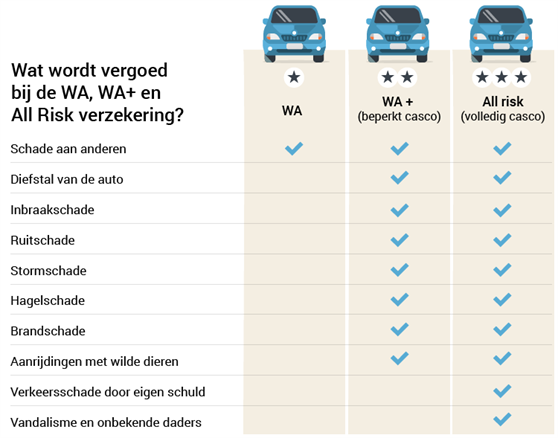 Wat wordt vergoed
bij de WA, WA+ en
All Risk verzekering?
WA
WA +
(beperkt casco)
All risk
(volledig casco)
Schade aan anderen
Diefstal van de auto
Inbraakschade
Ruitschade
Stormschade
Hagelschade
Brandschade
Aanrijdingen met wilde dieren
Verkeersschade door eigen schuld
Vandalisme en onbekende daders